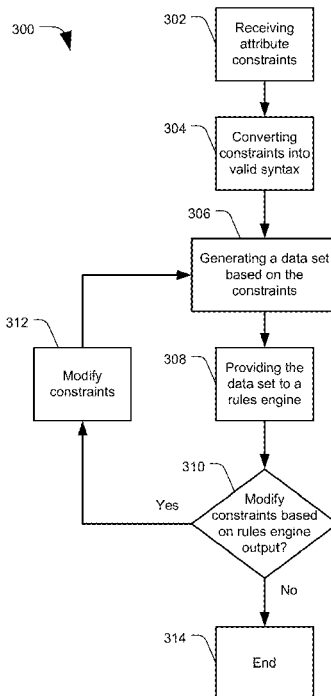 300
302
Receiving
attribute
constraints
304
Converting
constraints into
valid syntax
306
Generating a data set
based on the
constraints
312
Modify
constraints
308
Providing the
data set to a
rules engine
310
Modify
constraints based
on rules engine
output?
Yes
No
314
End